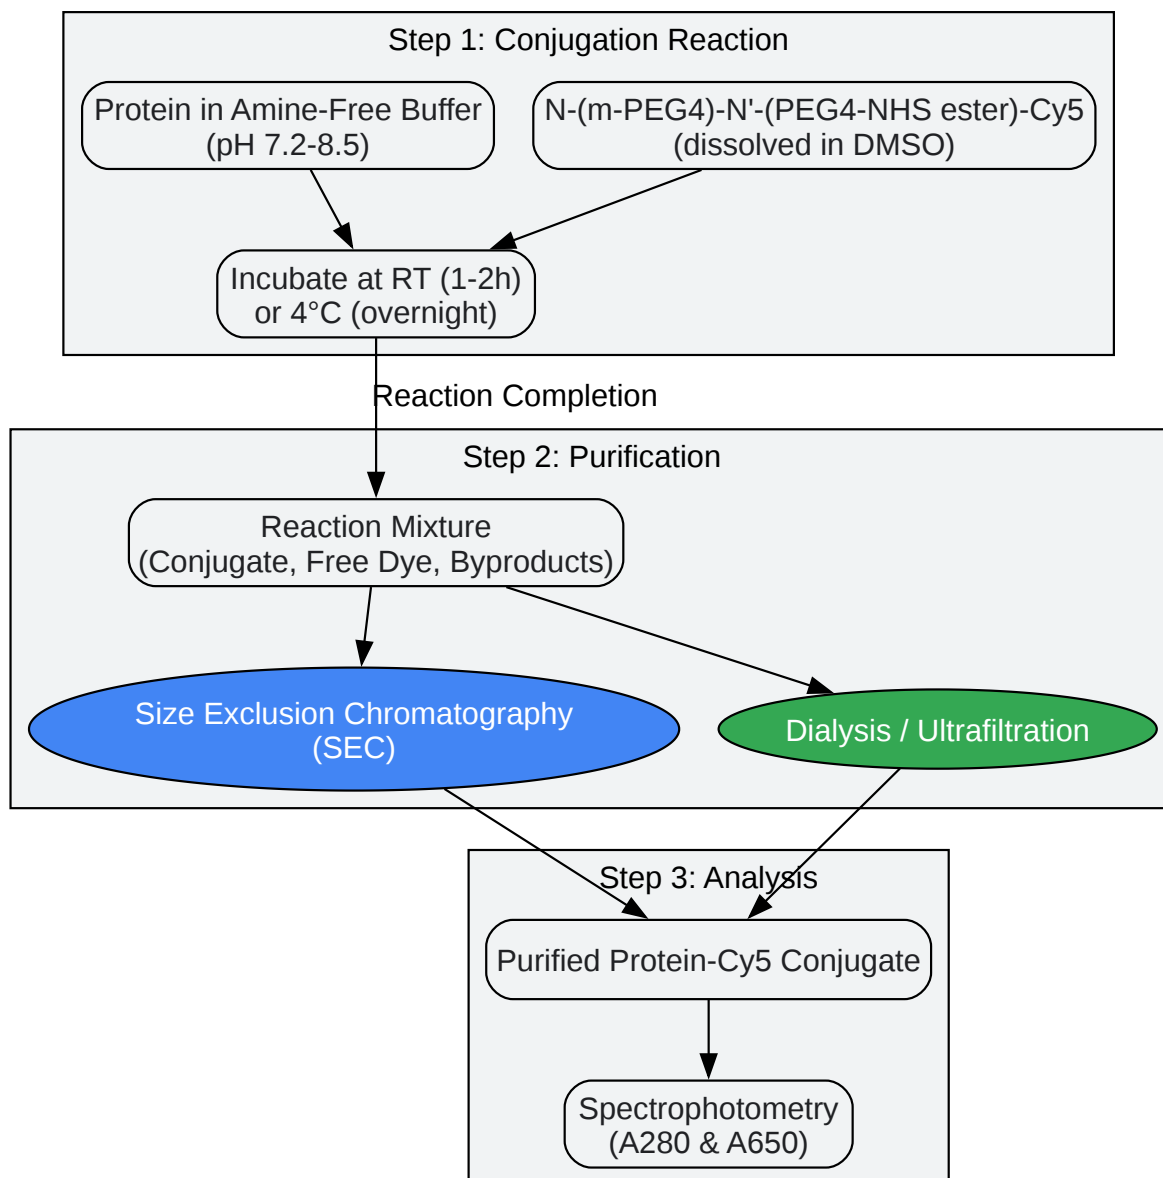 Step 1: Conjugation Reaction
Protein in Amine-Free Buffer
(pH 7.2-8.5)
N-(m-PEG4)-N'-(PEG4-NHS ester)-Cy5
(dissolved in DMSO)
Incubate at RT (1-2h)
or 4°C (overnight)
Reaction Completion
Step 2: Purification
Reaction Mixture
(Conjugate, Free Dye, Byproducts)
Size Exclusion Chromatography
(SEC)
Dialysis / Ultrafiltration
Step 3: Analysis
Purified Protein-Cy5 Conjugate
Spectrophotometry
(A280 & A650)